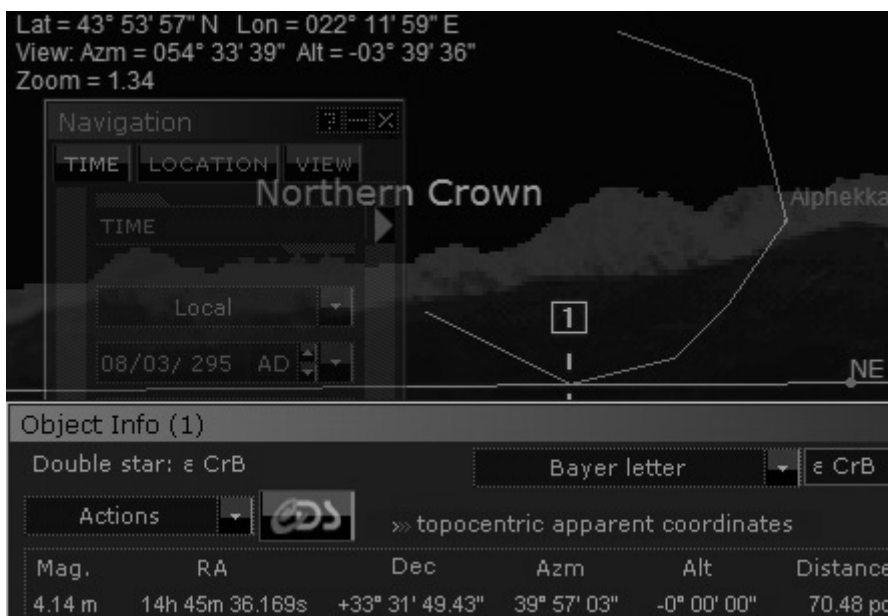 Lat = 43° 53' 57" N   Lon = 022° 11' 59" E
View: Azm = 054° 33' 39"  Alt = -03° 39' 36"
Zoom = 1.34
Navigation
TIME LOCATION VIEW
Northern Crown
Alphekka
TIME
Local
1
08/03/ 295 AD
NE
Object Info (1)
Double star: ε CrB Bayer letter ε CrB
Actions eDS »» topocentric apparent coordinates
Mag. RA Dec Azm Alt Distance
4.14 m 14h 45m 36.169s +33° 31' 49.43" 39° 57' 03" -0° 00' 00" 70.48 pc